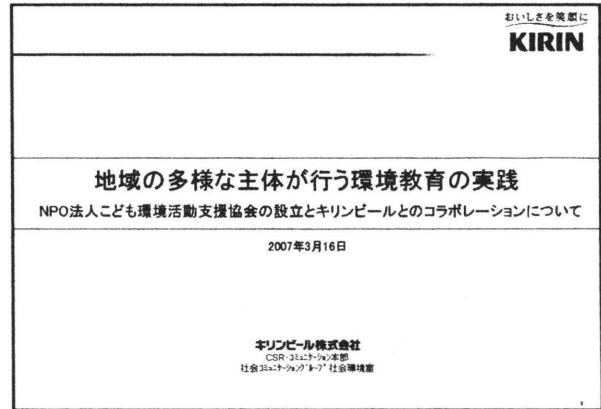 おいしさを笑顔に
KIRIN
地域の多様な主体が行う環境教育の実践
NPO法人こども環境活動支援協会の設立とキリンビールとのコラボレーションについて
2007年3月16日
キリンビール株式会社
CSR・コミュニケーション本部
社会コミュニケーショングループ 社会環境室